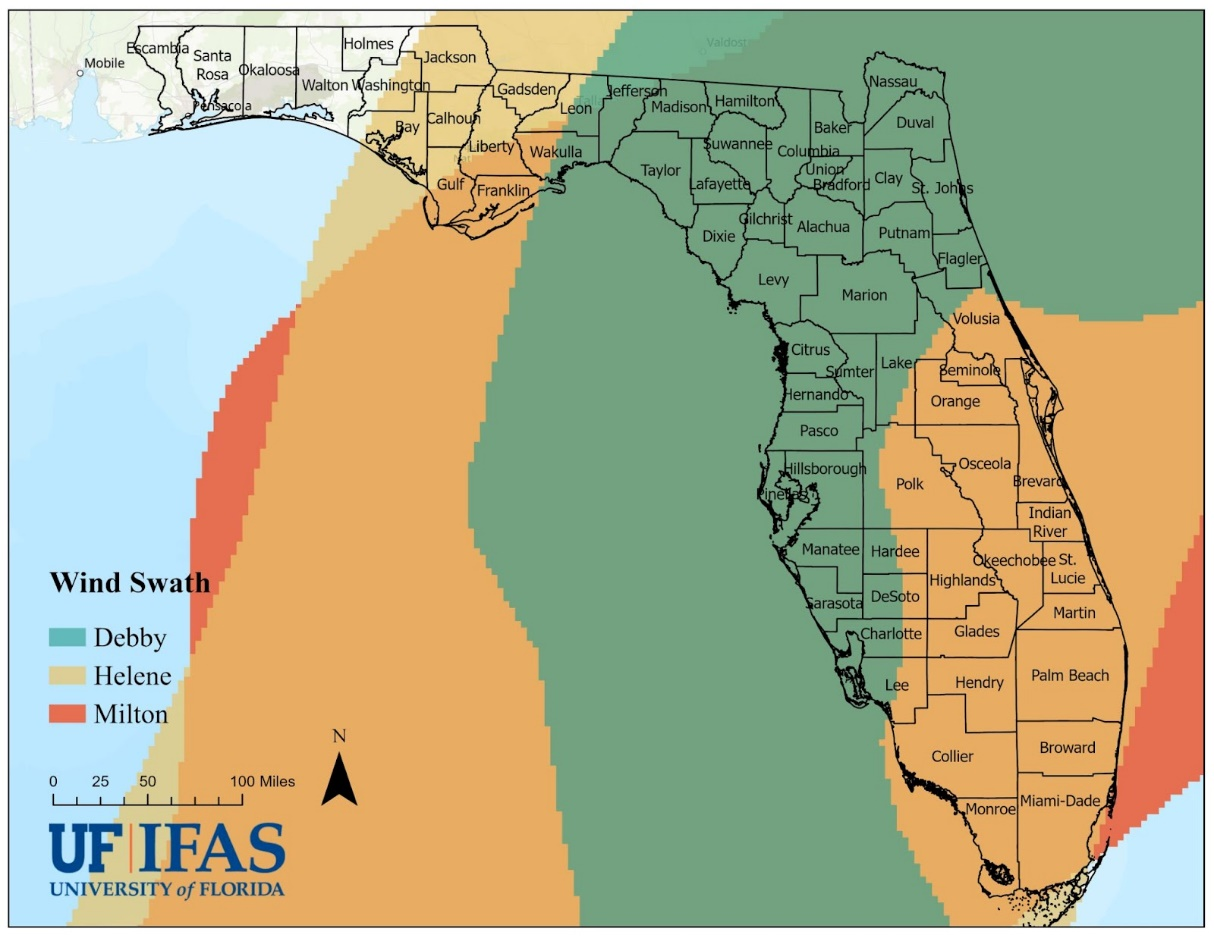 Valdost
Holmes
Escambia
Jackson
Mobile
Santa
Rosa
Okaloosa
Walton
Washington
Gadsden
Jefferson
Nassau
Pensacola
Leon
Madison
Hamilton
Bay
Calhoun
Duval
Baker
Liberty
Wakulla
Suwannee
Columbia
Taylor
Union
Gulf
Franklin
Lafayette
Bradford
Clay
St. Johns
Dixie
Gilchrist
Alachua
Putnam
Flagler
Levy
Marion
Volusia
Citrus
Sumter
Lake
Seminole
Hernando
Orange
Pasco
Hillsborough
Osceola
Pinellas
Polk
Brevard
Indian
River
Manatee
Hardee
Okeechobee
St.
Lucie
Highlands
Sarasota
DeSoto
Martin
Charlotte
Glades
Lee
Hendry
Palm Beach
Collier
Broward
Monroe
Miami-Dade
Wind Swath
Debby
Helene
Milton
N
0 25 50 100 Miles
UF|IFAS
UNIVERSITY of FLORIDA